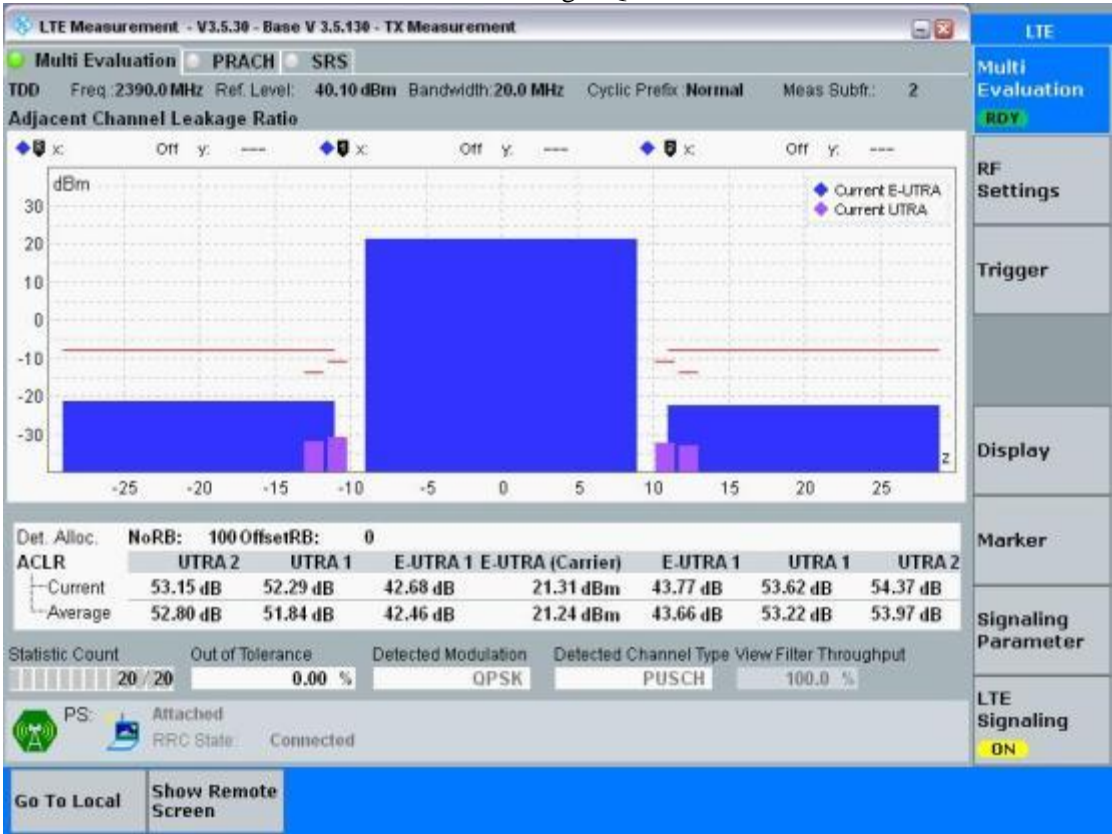 LTE Measurement - V3.5.30 - Base V 3.5.130 - TX Measurement
Multi Evaluation PRACH SRS
TDD Freq.:2390.0 MHz Ref. Level: 40.10 dBm Bandwidth:20.0 MHz Cyclic Prefix:Normal Meas Subfr.: 2
Adjacent Channel Leakage Ratio
x: Off y: --- x: Off y: --- x: Off y: ---
dBm
Current E-UTRA
Current UTRA
30
20
10
0
-10
-20
-30
z
-25 -20 -15 -10 -5 0 5 10 15 20 25
Det. Alloc. NoRB: 100 OffsetRB: 0
ACLR UTRA 2 UTRA 1 E-UTRA 1 E-UTRA (Carrier) E-UTRA 1 UTRA 1 UTRA 2
Current 53.15 dB 52.29 dB 42.68 dB 21.31 dBm 43.77 dB 53.62 dB 54.37 dB
Average 52.80 dB 51.84 dB 42.46 dB 21.24 dBm 43.66 dB 53.22 dB 53.97 dB
Statistic Count Out of Tolerance Detected Modulation Detected Channel Type View Filter Throughput
20 / 20 0.00 % QPSK PUSCH 100.0 %
PS: Attached
RRC State: Connected
Go To Local
Show Remote
Screen
LTE
Multi
Evaluation
RDY
RF
Settings
Trigger
Display
Marker
Signaling
Parameter
LTE
Signaling
ON